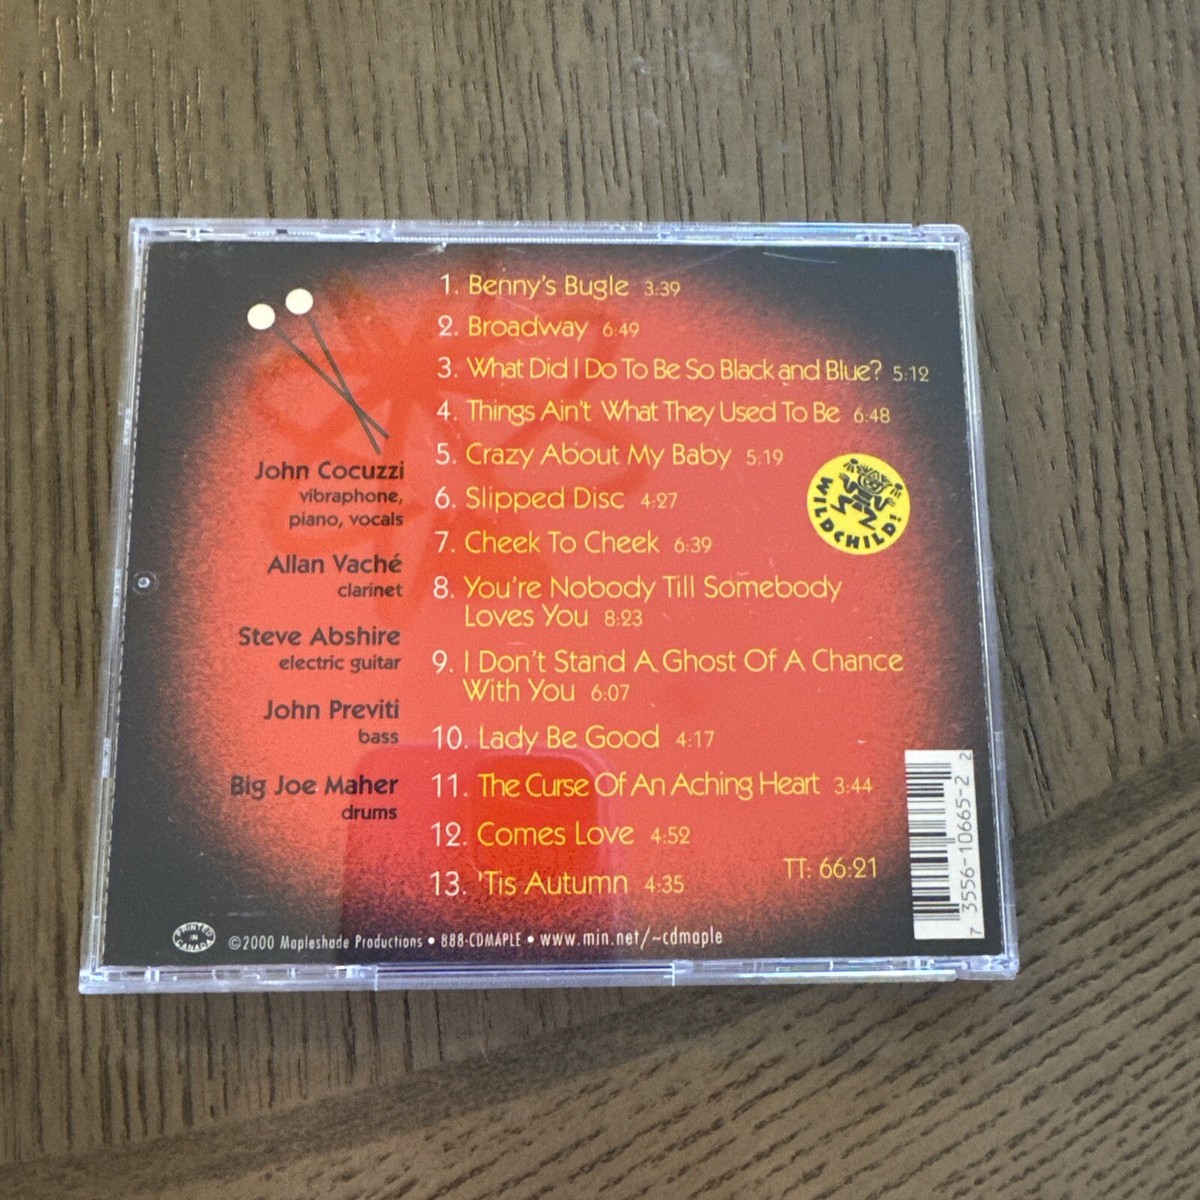 1. Benny's Bugle 3:39
2. Broadway 6:49
3. What Did I Do To Be So Black and Blue? 5:12
4. Things Ain't What They Used To Be 6:48
5. Crazy About My Baby 5:19
6. Slipped Disc 4:27
7. Cheek To Cheek 6:39
8. You're Nobody Till Somebody
Loves You 8:23
9. I Don't Stand A Ghost Of A Chance
With You 6:07
10. Lady Be Good 4:17
11. The Curse Of An Aching Heart 3:44
12. Comes Love 4:52
13. 'Tis Autumn 4:35
TT: 66:21
John Cocuzzi
vibraphone,
piano, vocals
Allan Vaché
clarinet
Steve Abshire
electric guitar
John Previti
bass
Big Joe Maher
drums
WILDCHILD!
7 3556-10665-2 2
PRINTED
IN
CANADA
©2000 Mapleshade Productions • 888-CDMAPLE • www.min.net/~cdmaple